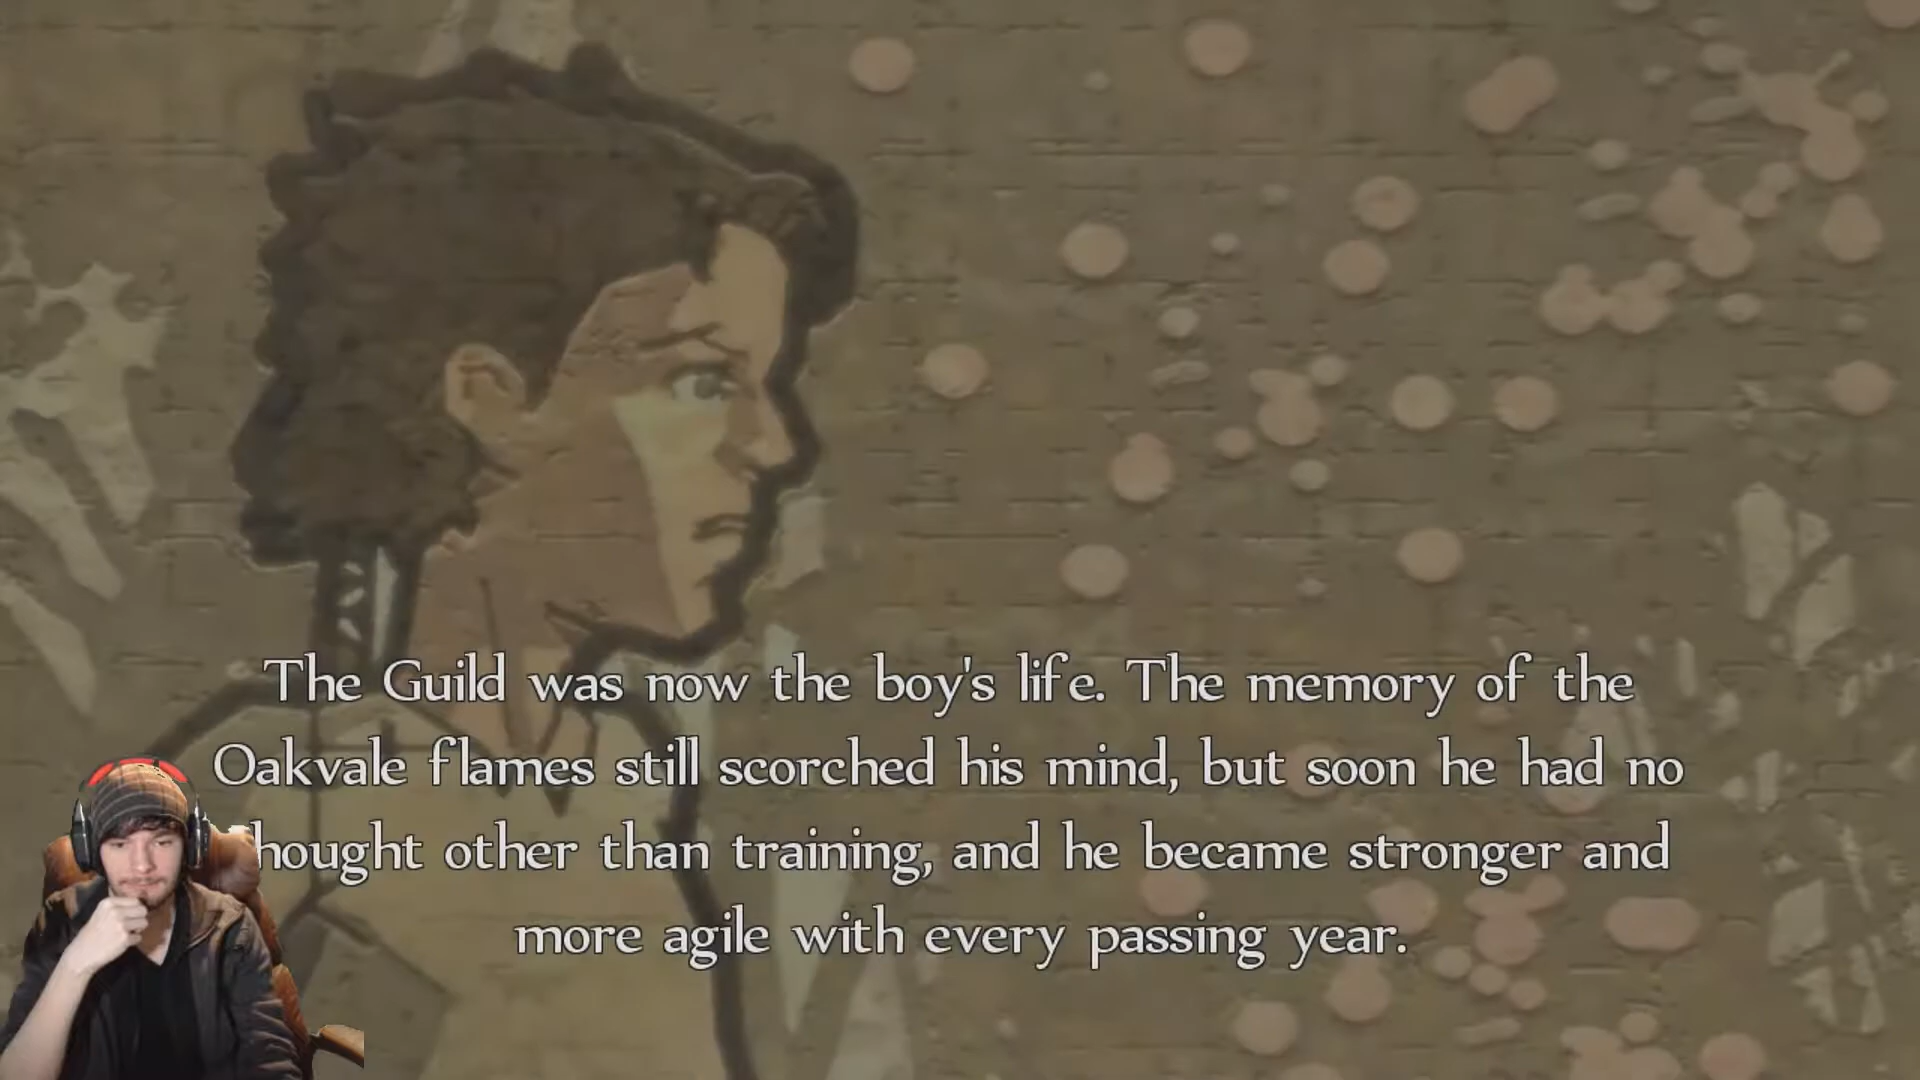 The Guild was now the boy's life. The memory of the
Oakvale flames still scorched his mind, but soon he had no
hought other than training, and he became stronger and
more agile with every passing year.